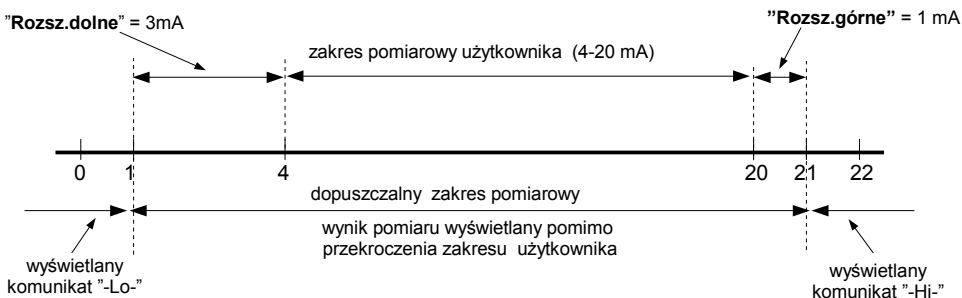 "Rozsz.dolne" = 3mA
"Rozsz.górne" = 1 mA
zakres pomiarowy użytkownika (4-20 mA)
0 1 4 20 21 22
dopuszczalny zakres pomiarowy
wynik pomiaru wyświetlany pomimo
przekroczenia zakresu użytkownika
wyświetlany
komunikat "-Lo-"
wyświetlany
komunikat "-Hi-"